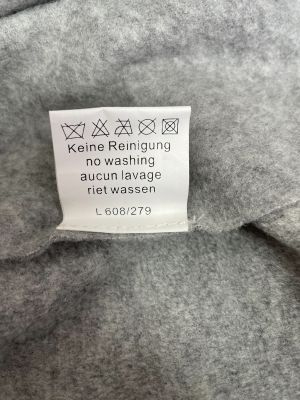 Keine Reinigung
no washing
aucun lavage
riet wassen
L 608/279